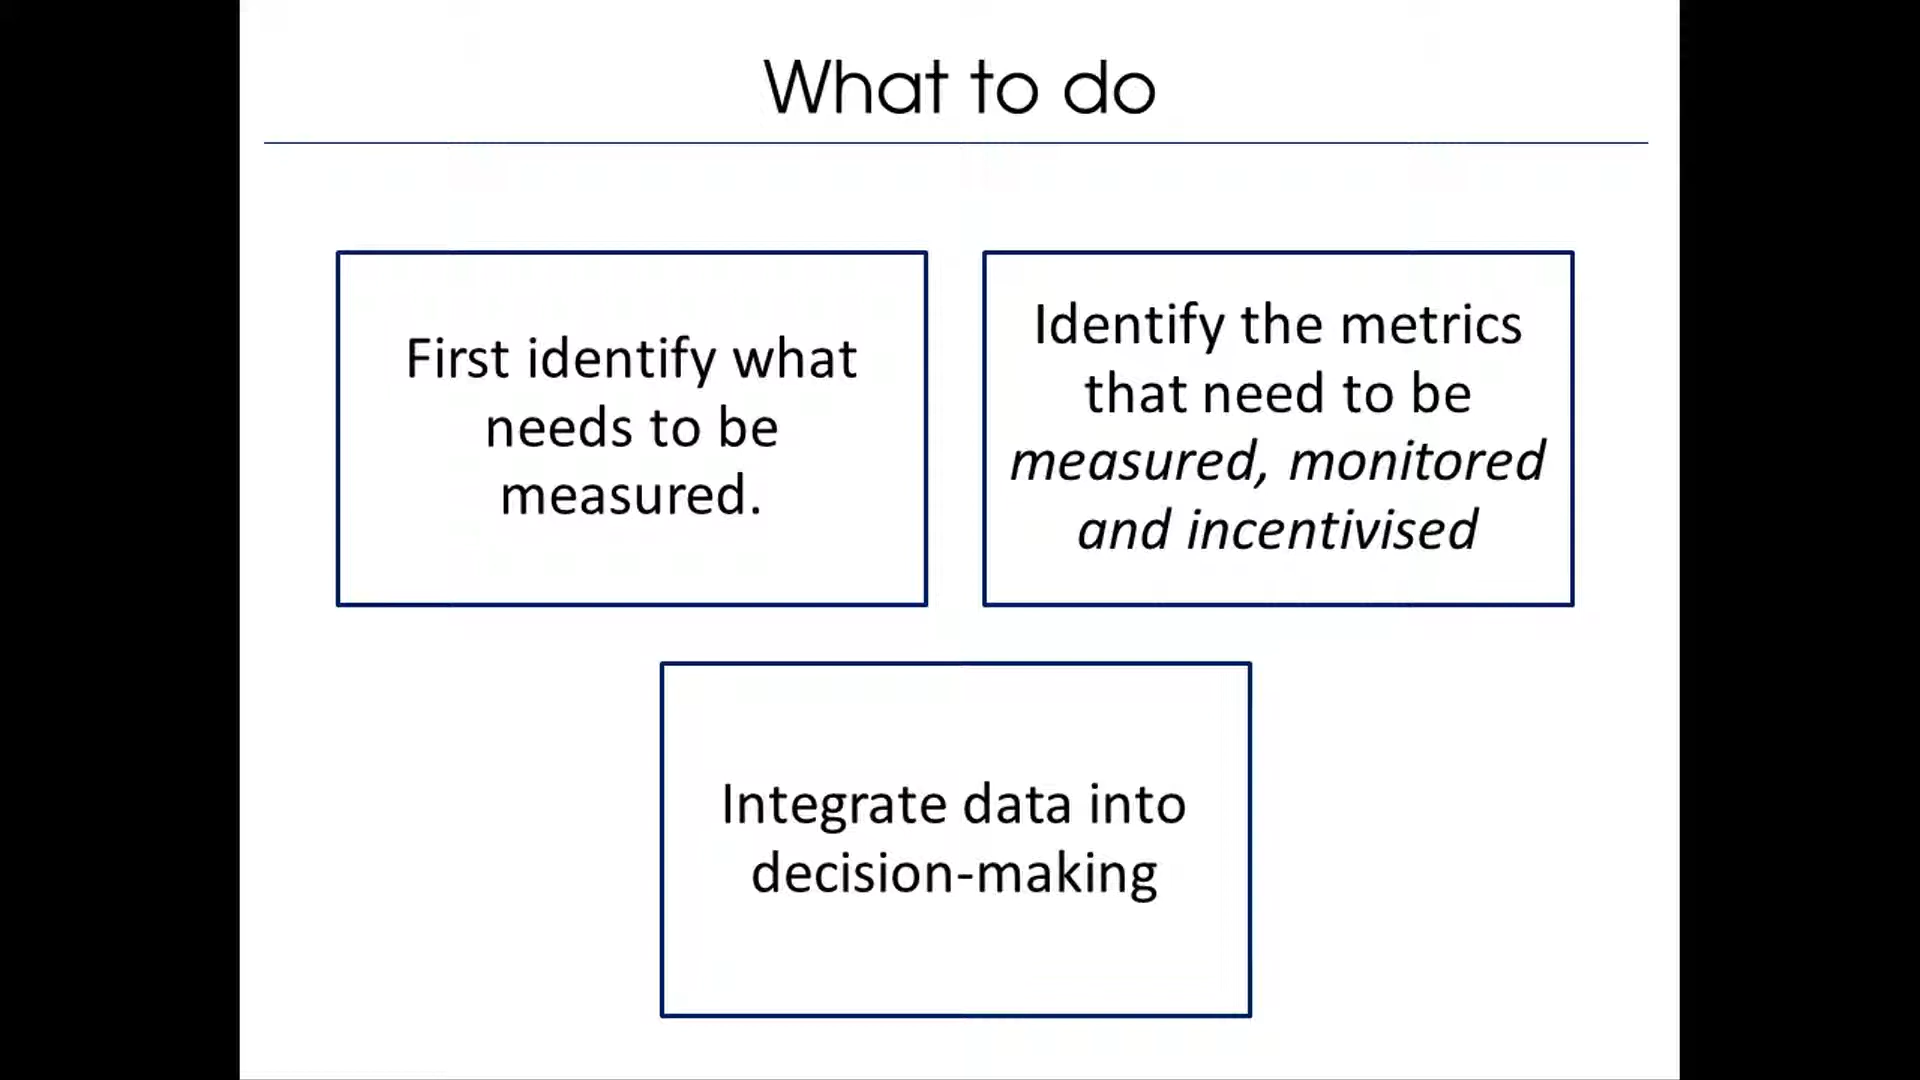 What to do
First identify what
needs to be
measured.
Identify the metrics
that need to be
measured, monitored
and incentivised
Integrate data into
decision-making